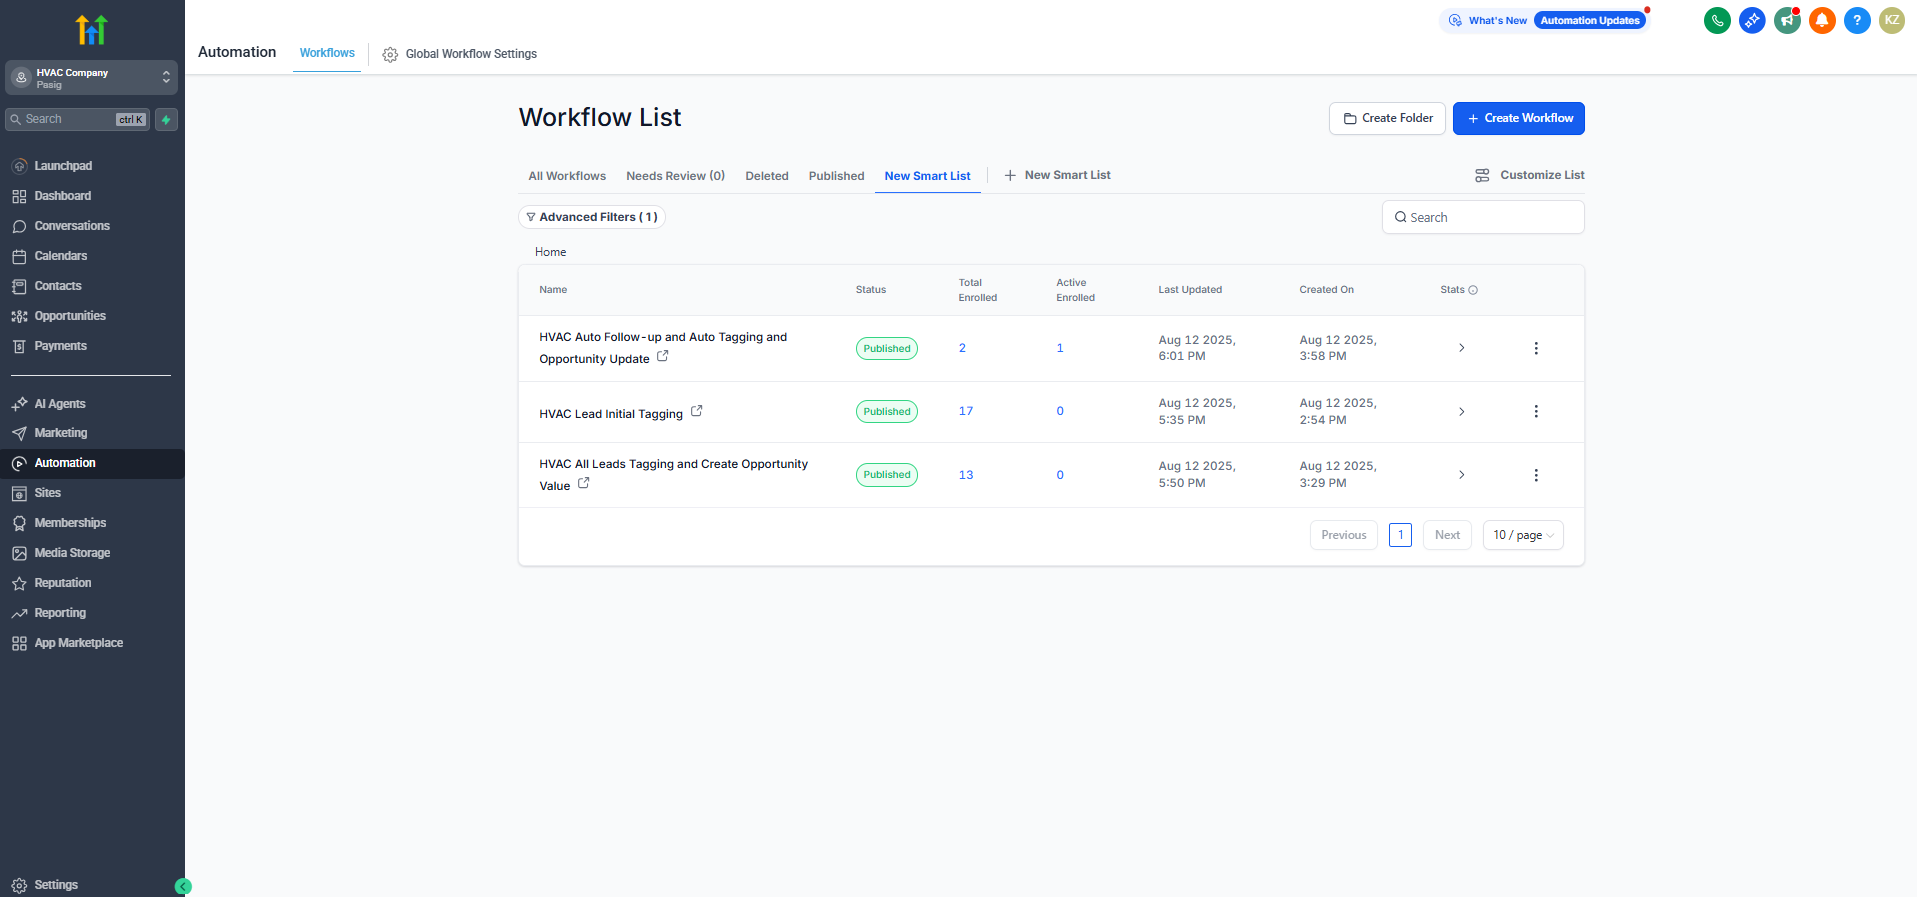 What's New
Automation Updates
?
KZ
HVAC Company
Pasig
Search
ctrl K
Launchpad
Dashboard
Conversations
Calendars
Contacts
Opportunities
Payments
AI Agents
Marketing
Automation
Sites
Memberships
Media Storage
Reputation
Reporting
App Marketplace
Settings
Automation
Workflows
Global Workflow Settings
Workflow List
Create Folder
+ Create Workflow
All Workflows
Needs Review (0)
Deleted
Published
New Smart List
+ New Smart List
Customize List
Advanced Filters ( 1 )
Search
Home
Name
Status
Total
Enrolled
Active
Enrolled
Last Updated
Created On
Stats
HVAC Auto Follow-up and Auto Tagging and
Opportunity Update
Published
2
1
Aug 12 2025,
6:01 PM
Aug 12 2025,
3:58 PM
HVAC Lead Initial Tagging
Published
17
0
Aug 12 2025,
5:35 PM
Aug 12 2025,
2:54 PM
HVAC All Leads Tagging and Create Opportunity
Value
Published
13
0
Aug 12 2025,
5:50 PM
Aug 12 2025,
3:29 PM
Previous
1
Next
10 / page